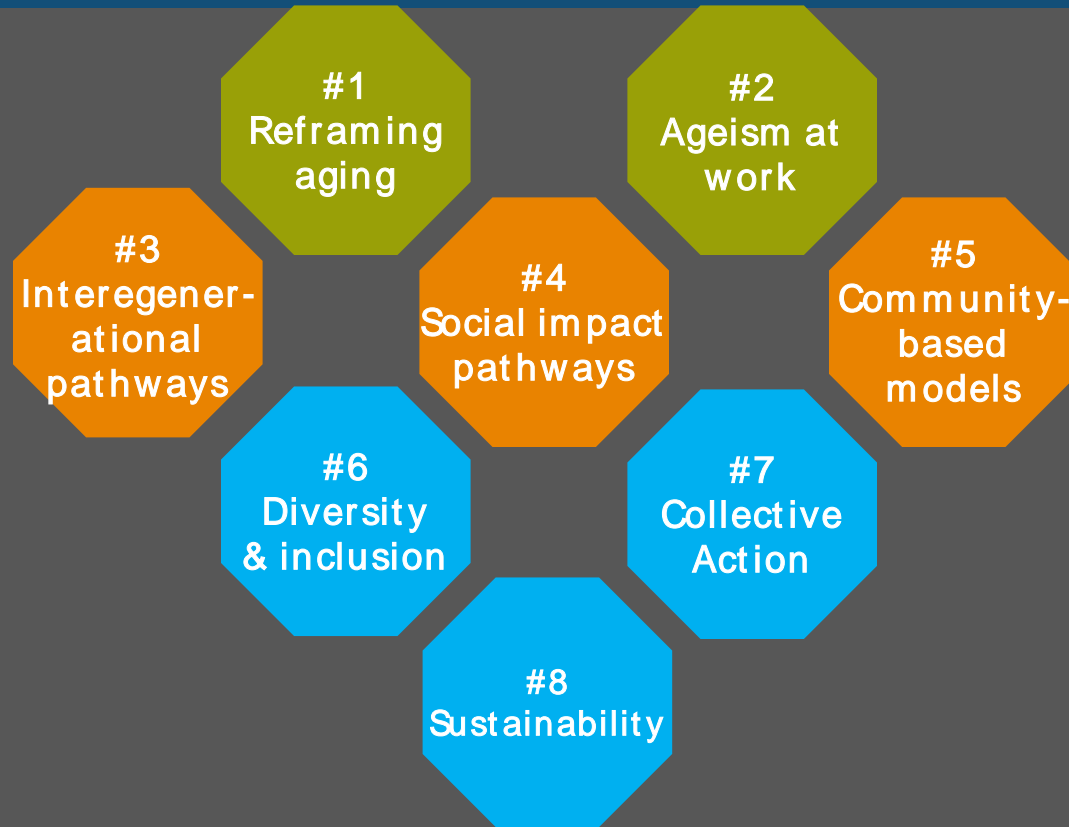 #1
Reframing
aging
#2
Ageism at
work
#3
Interegener-
ational
pathways
#4
Social impact
pathways
#5
Community-
based
models
#6
Diversity
& inclusion
#7
Collective
Action
#8
Sustainability